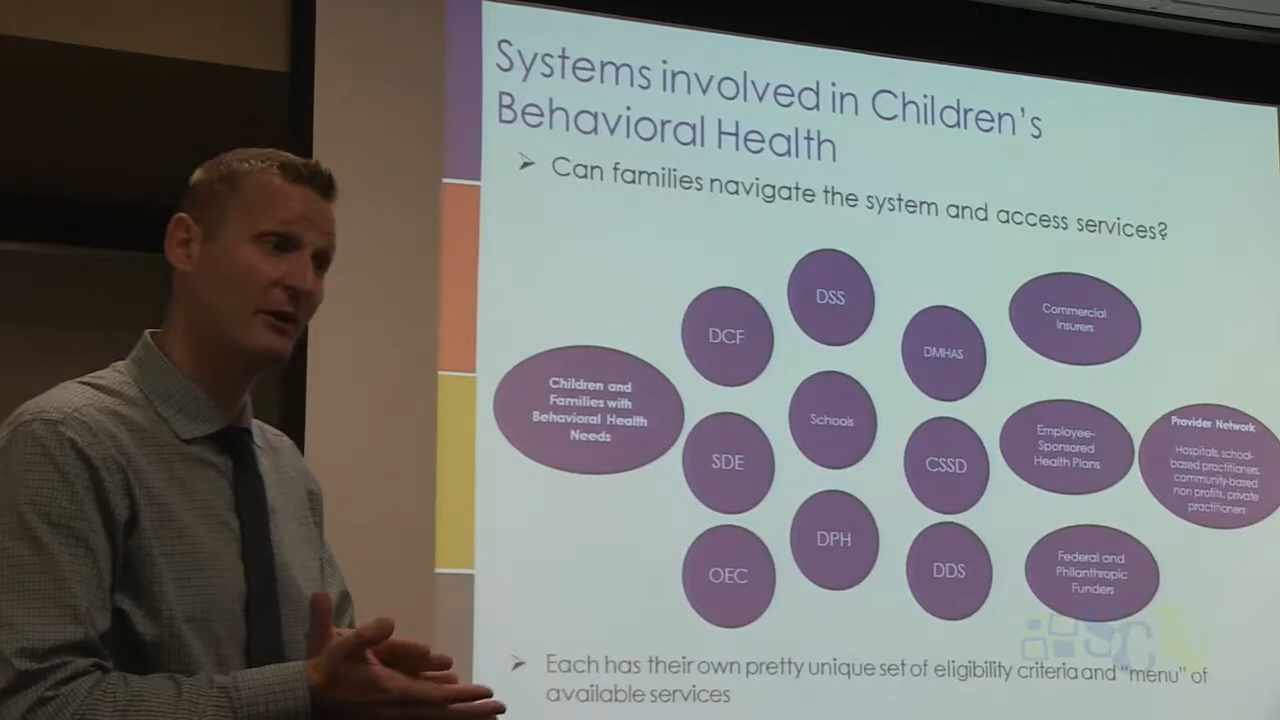 Systems involved in Children's
Behavioral Health
Can families navigate the system and access services?
DSS
Commercial
Insurers
DCF
DMHAS
Children and
Families with
Behavioral Health
Needs
Schools
Employee-
Sponsored
Health Plans
Provider Network
Hospitals, school-
based practitioners,
community-based
non profits, private
practitioners
SDE
CSSD
DPH
Federal and
Philanthropic
Funders
OEC
DDS
Each has their own pretty unique set of eligibility criteria and "menu" of
available services